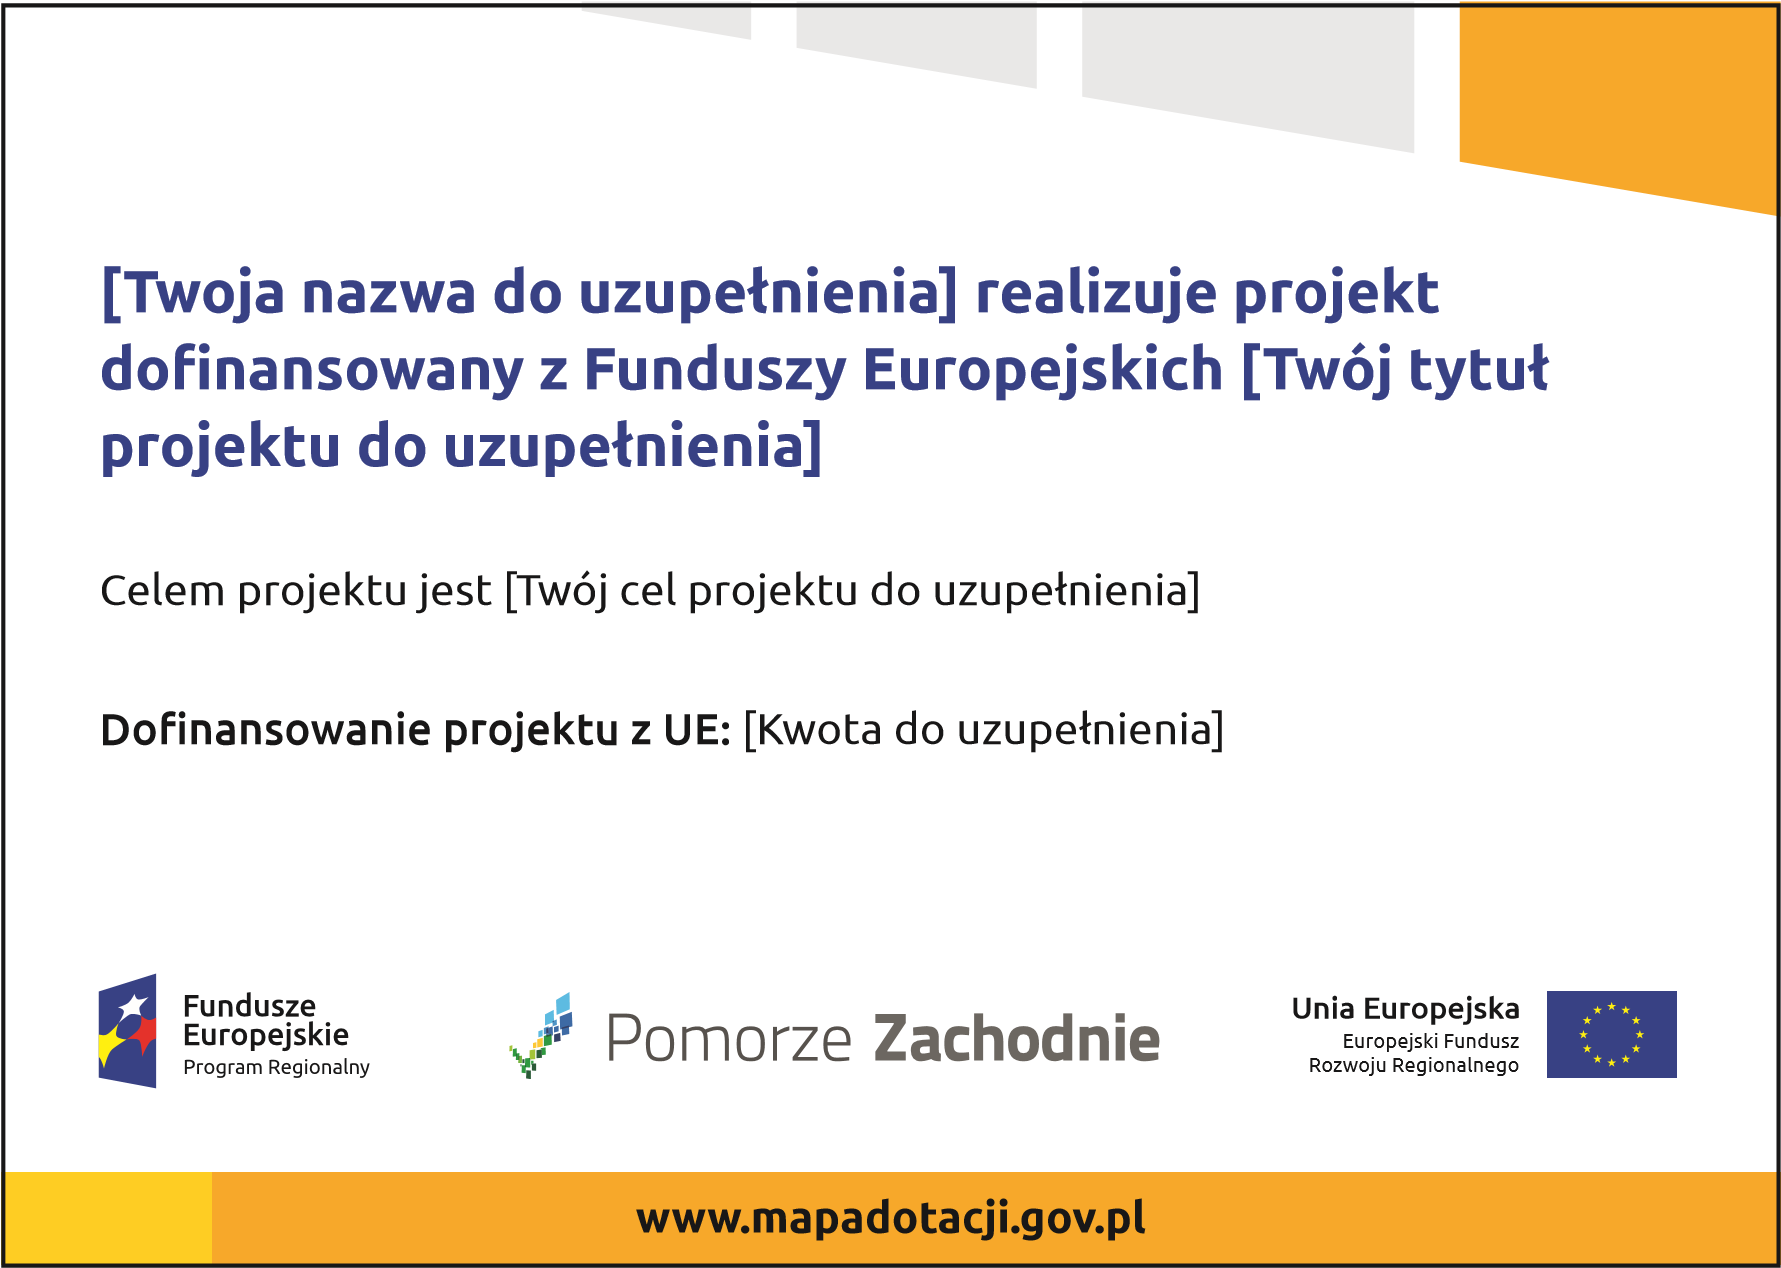 [Twoja nazwa do uzupełnienia] realizuje projekt
dofinansowany z Funduszy Europejskich [Twój tytuł
projektu do uzupełnienia]
Celem projektu jest [Twój cel projektu do uzupełnienia]
Dofinansowanie projektu z UE: [Kwota do uzupełnienia]
Fundusze
Europejskie
Program Regionalny
Pomorze Zachodnie
Unia Europejska
Europejski Fundusz
Rozwoju Regionalnego
www.mapadotacji.gov.pl